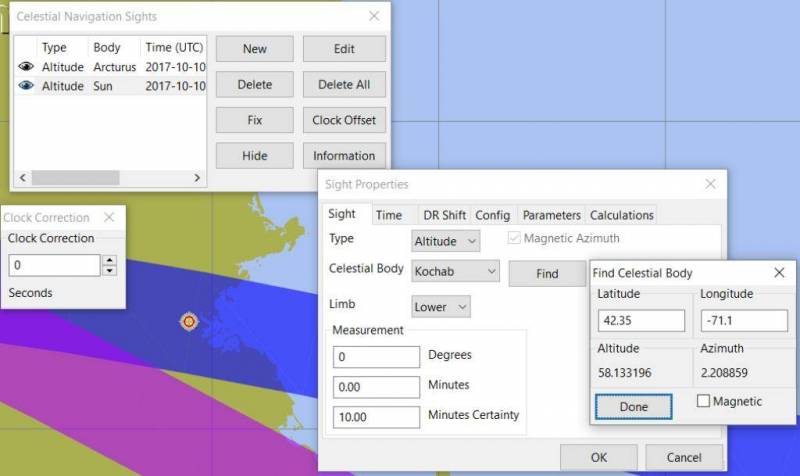 Celestial Navigation Sights
Type Body Time (UTC)
Altitude Arcturus 2017-10-10
Altitude Sun 2017-10-10
New Edit
Delete Delete All
Fix Clock Offset
Hide Information
Clock Correction
Clock Correction
0
Seconds
Sight Properties
Sight Time DR Shift Config Parameters Calculations
Type Altitude Magnetic Azimuth
Celestial Body Kochab Find
Limb Lower
Measurement
0 Degrees
0.00 Minutes
10.00 Minutes Certainty
OK Cancel
Find Celestial Body
Latitude Longitude
42.35 -71.1
Altitude Azimuth
58.133196 2.208859
Done Magnetic